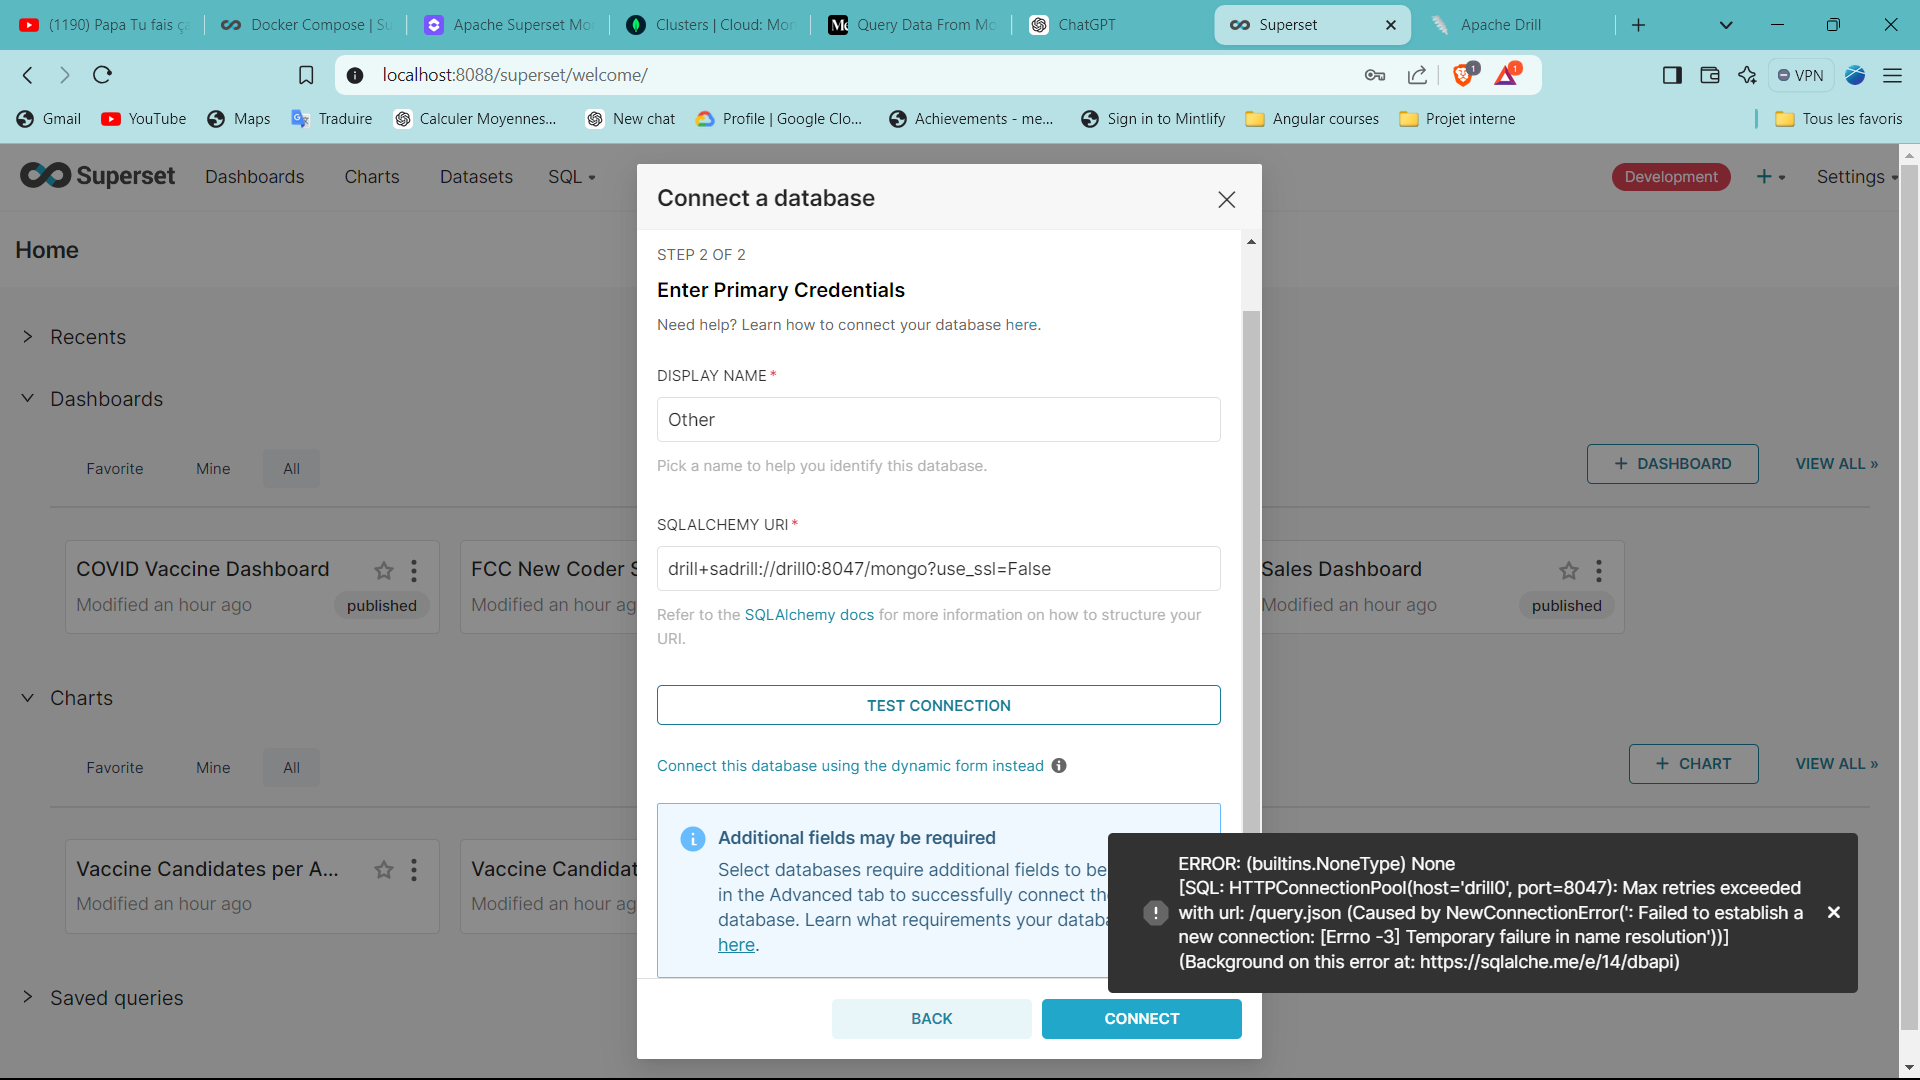 (1190) Papa Tu fais ça
Docker Compose | Su
Apache Superset Mo
Clusters | Cloud: Mon
Query Data From Mo
ChatGPT
Superset
Apache Drill
localhost:8088/superset/welcome/
1
1
VPN
Gmail
YouTube
Maps
Traduire
Calculer Moyennes...
New chat
Profile | Google Clo...
Achievements - me...
Sign in to Mintlify
Angular courses
Projet interne
Tous les favoris
Superset
Dashboards
Charts
Datasets
SQL
Development
Settings
Home
Recents
Dashboards
Favorite
Mine
All
+ DASHBOARD
VIEW ALL »
COVID Vaccine Dashboard
Modified an hour ago
published
FCC New Coder S
Modified an hour ag
Sales Dashboard
Modified an hour ago
published
Charts
Favorite
Mine
All
+ CHART
VIEW ALL »
Vaccine Candidates per A...
Modified an hour ago
Vaccine Candidat
Modified an hour ag
Saved queries
Connect a database
STEP 2 OF 2
Enter Primary Credentials
Need help? Learn how to connect your database here.
DISPLAY NAME*
Other
Pick a name to help you identify this database.
SQLALCHEMY URI*
drill+sadrill://drill0:8047/mongo?use_ssl=False
Refer to the SQLAlchemy docs for more information on how to structure your
URI.
TEST CONNECTION
Connect this database using the dynamic form instead
Additional fields may be required
Select databases require additional fields to be
in the Advanced tab to successfully connect th
database. Learn what requirements your databa
here.
BACK
CONNECT
ERROR: (builtins.NoneType) None
[SQL: HTTPConnectionPool(host='drill0', port=8047): Max retries exceeded
with url: /query.json (Caused by NewConnectionError(': Failed to establish a
new connection: [Errno -3] Temporary failure in name resolution'))]
(Background on this error at: https://sqlalche.me/e/14/dbapi)